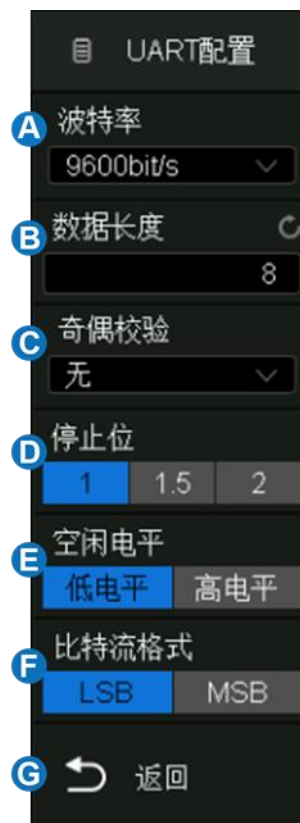 UART配置
A 波特率
9600bit/s
B 数据长度
8
C 奇偶校验
无
D 停止位
1 1.5 2
E 空闲电平
低电平 高电平
F 比特流格式
LSB MSB
G 返回